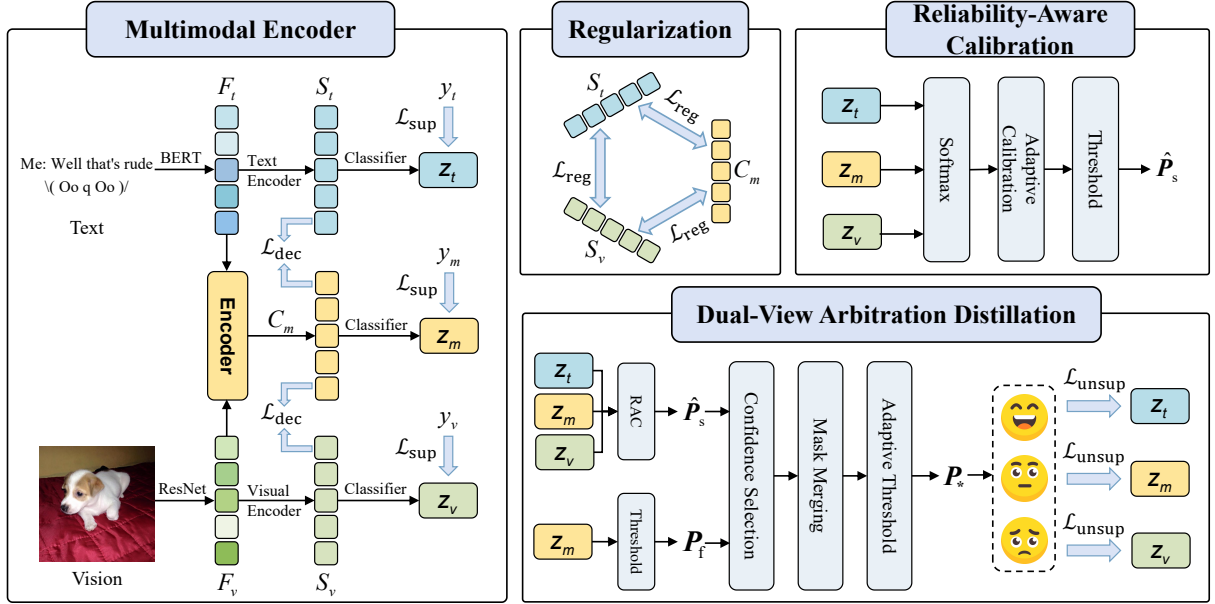 Multimodal Encoder
F_t
S_t
y_t
ℒ_sup
Me: Well that's rude
\( Oo q Oo )/
BERT
Text
Encoder
Classifier
Z_t
Text
ℒ_dec
y_m
ℒ_sup
Encoder
C_m
Classifier
Z_m
ℒ_dec
y_v
ℒ_sup
ResNet
Visual
Encoder
Classifier
Z_v
Vision
F_v
S_v
Regularization
S_t
ℒ_reg
ℒ_reg
C_m
S_v
ℒ_reg
Reliability-Aware
Calibration
Z_t
Z_m
Z_v
Softmax
Adaptive
Calibration
Threshold
P̂_s
Dual-View Arbitration Distillation
Z_t
Z_m
Z_v
RAC
P̂_s
Z_m
Threshold
P_f
Confidence Selection
Mask Merging
Adaptive Threshold
P_*
ℒ_unsup
Z_t
ℒ_unsup
Z_m
ℒ_unsup
Z_v